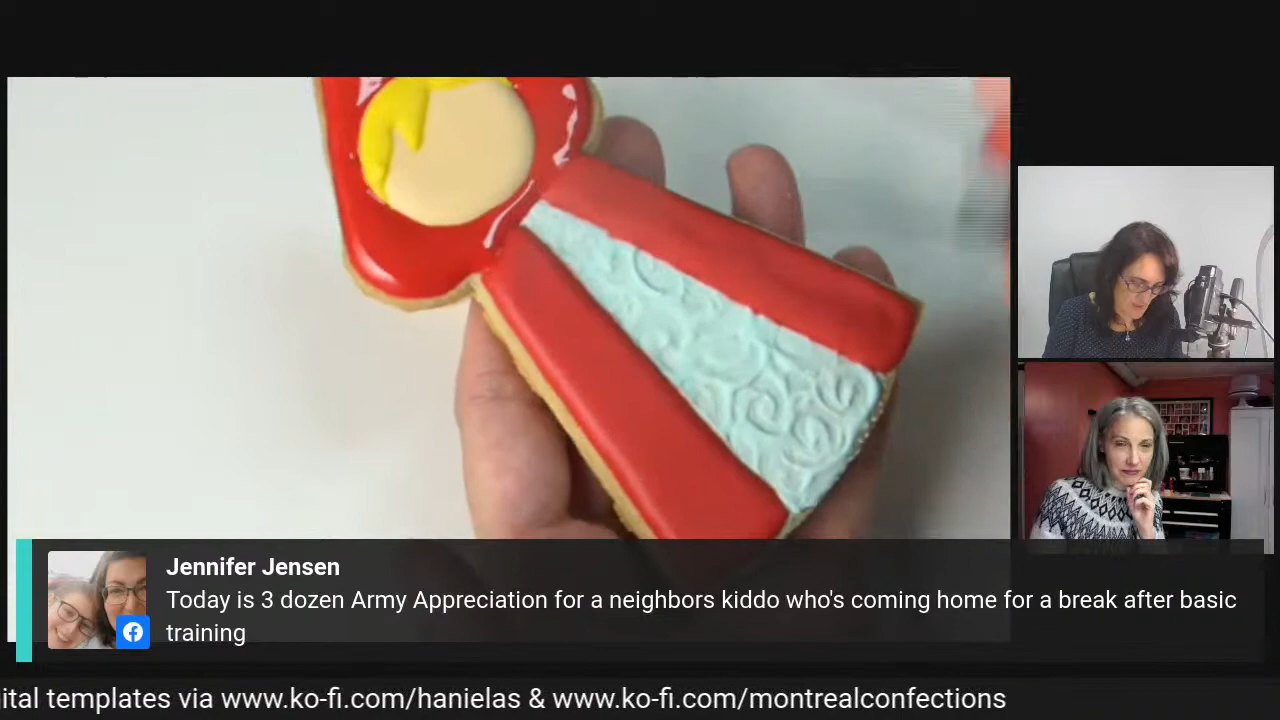 Jennifer Jensen
Today is 3 dozen Army Appreciation for a neighbors kiddo who's coming home for a break after basic
training
ital templates via www.ko-fi.com/hanielas & www.ko-fi.com/montrealconfections